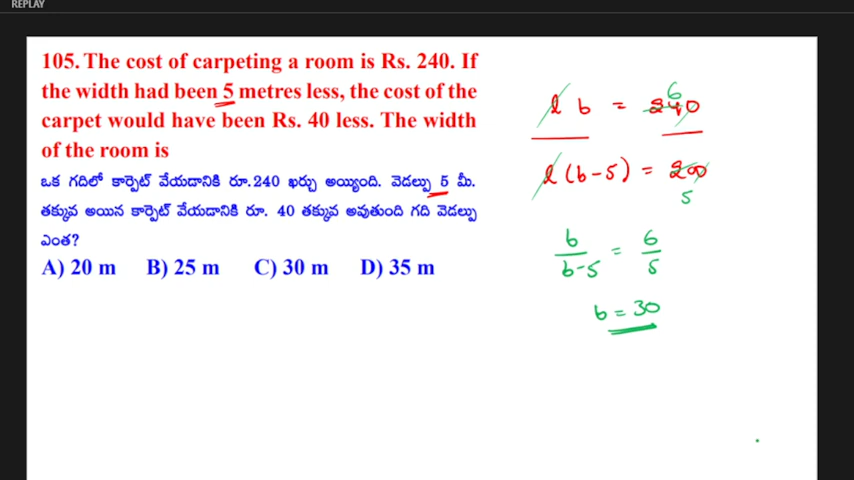 REPLAY
105. The cost of carpeting a room is Rs. 240. If
the width had been 5 metres less, the cost of the
carpet would have been Rs. 40 less. The width
of the room is
ఒక గదిలో కార్పెట్ వేయడానికి రూ.240 ఖర్చు అయ్యింది. వెడల్పు 5 మీ.
తక్కువ అయిన కార్పెట్ వేయడానికి రూ. 40 తక్కువ అవుతుంది గది వెడల్పు
ఎంత?
A) 20 m B) 25 m C) 30 m D) 35 m
6
l b = 240
l (b-5) = 200
5
b/b-5 = 6/5
b = 30